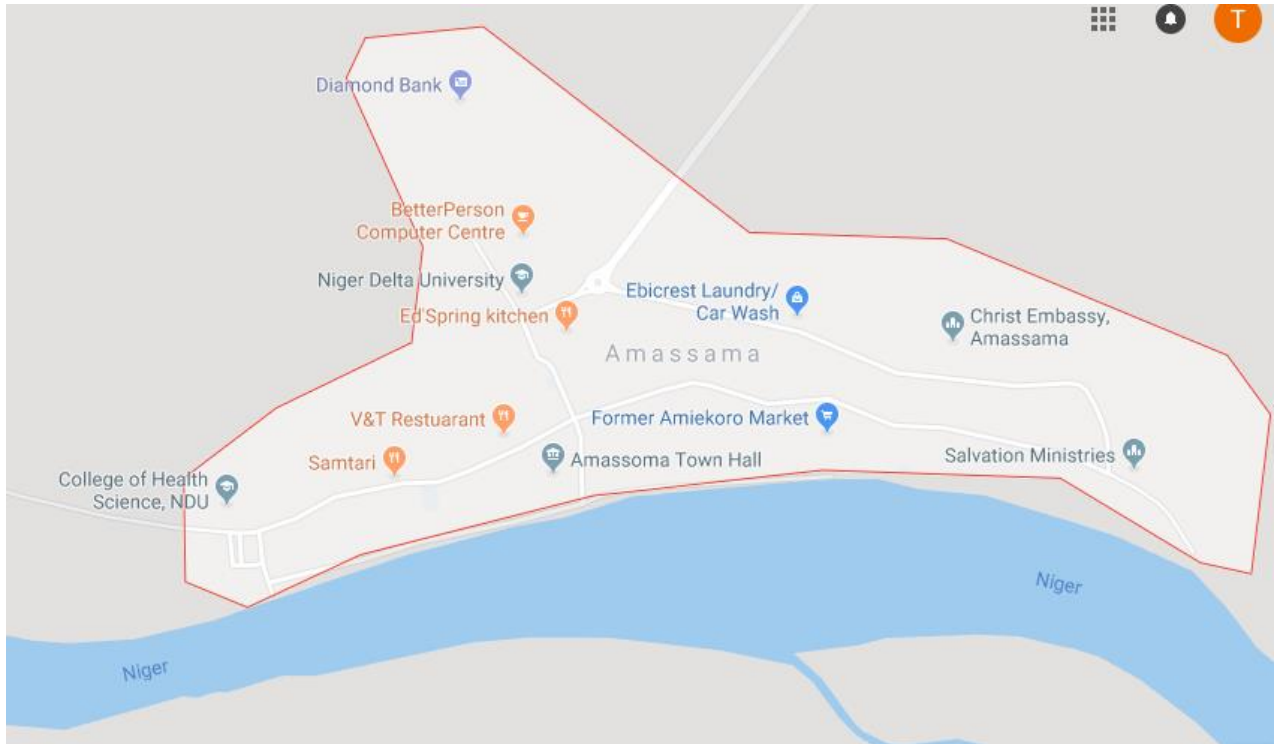 T
Diamond Bank
BetterPerson
Computer Centre
Niger Delta University
Ebicrest Laundry/
Car Wash
Ed'Spring kitchen
Christ Embassy,
Amassama
Amassama
V&T Restuarant
Former Amiekoro Market
Samtari
Amassoma Town Hall
Salvation Ministries
College of Health
Science, NDU
Niger
Niger